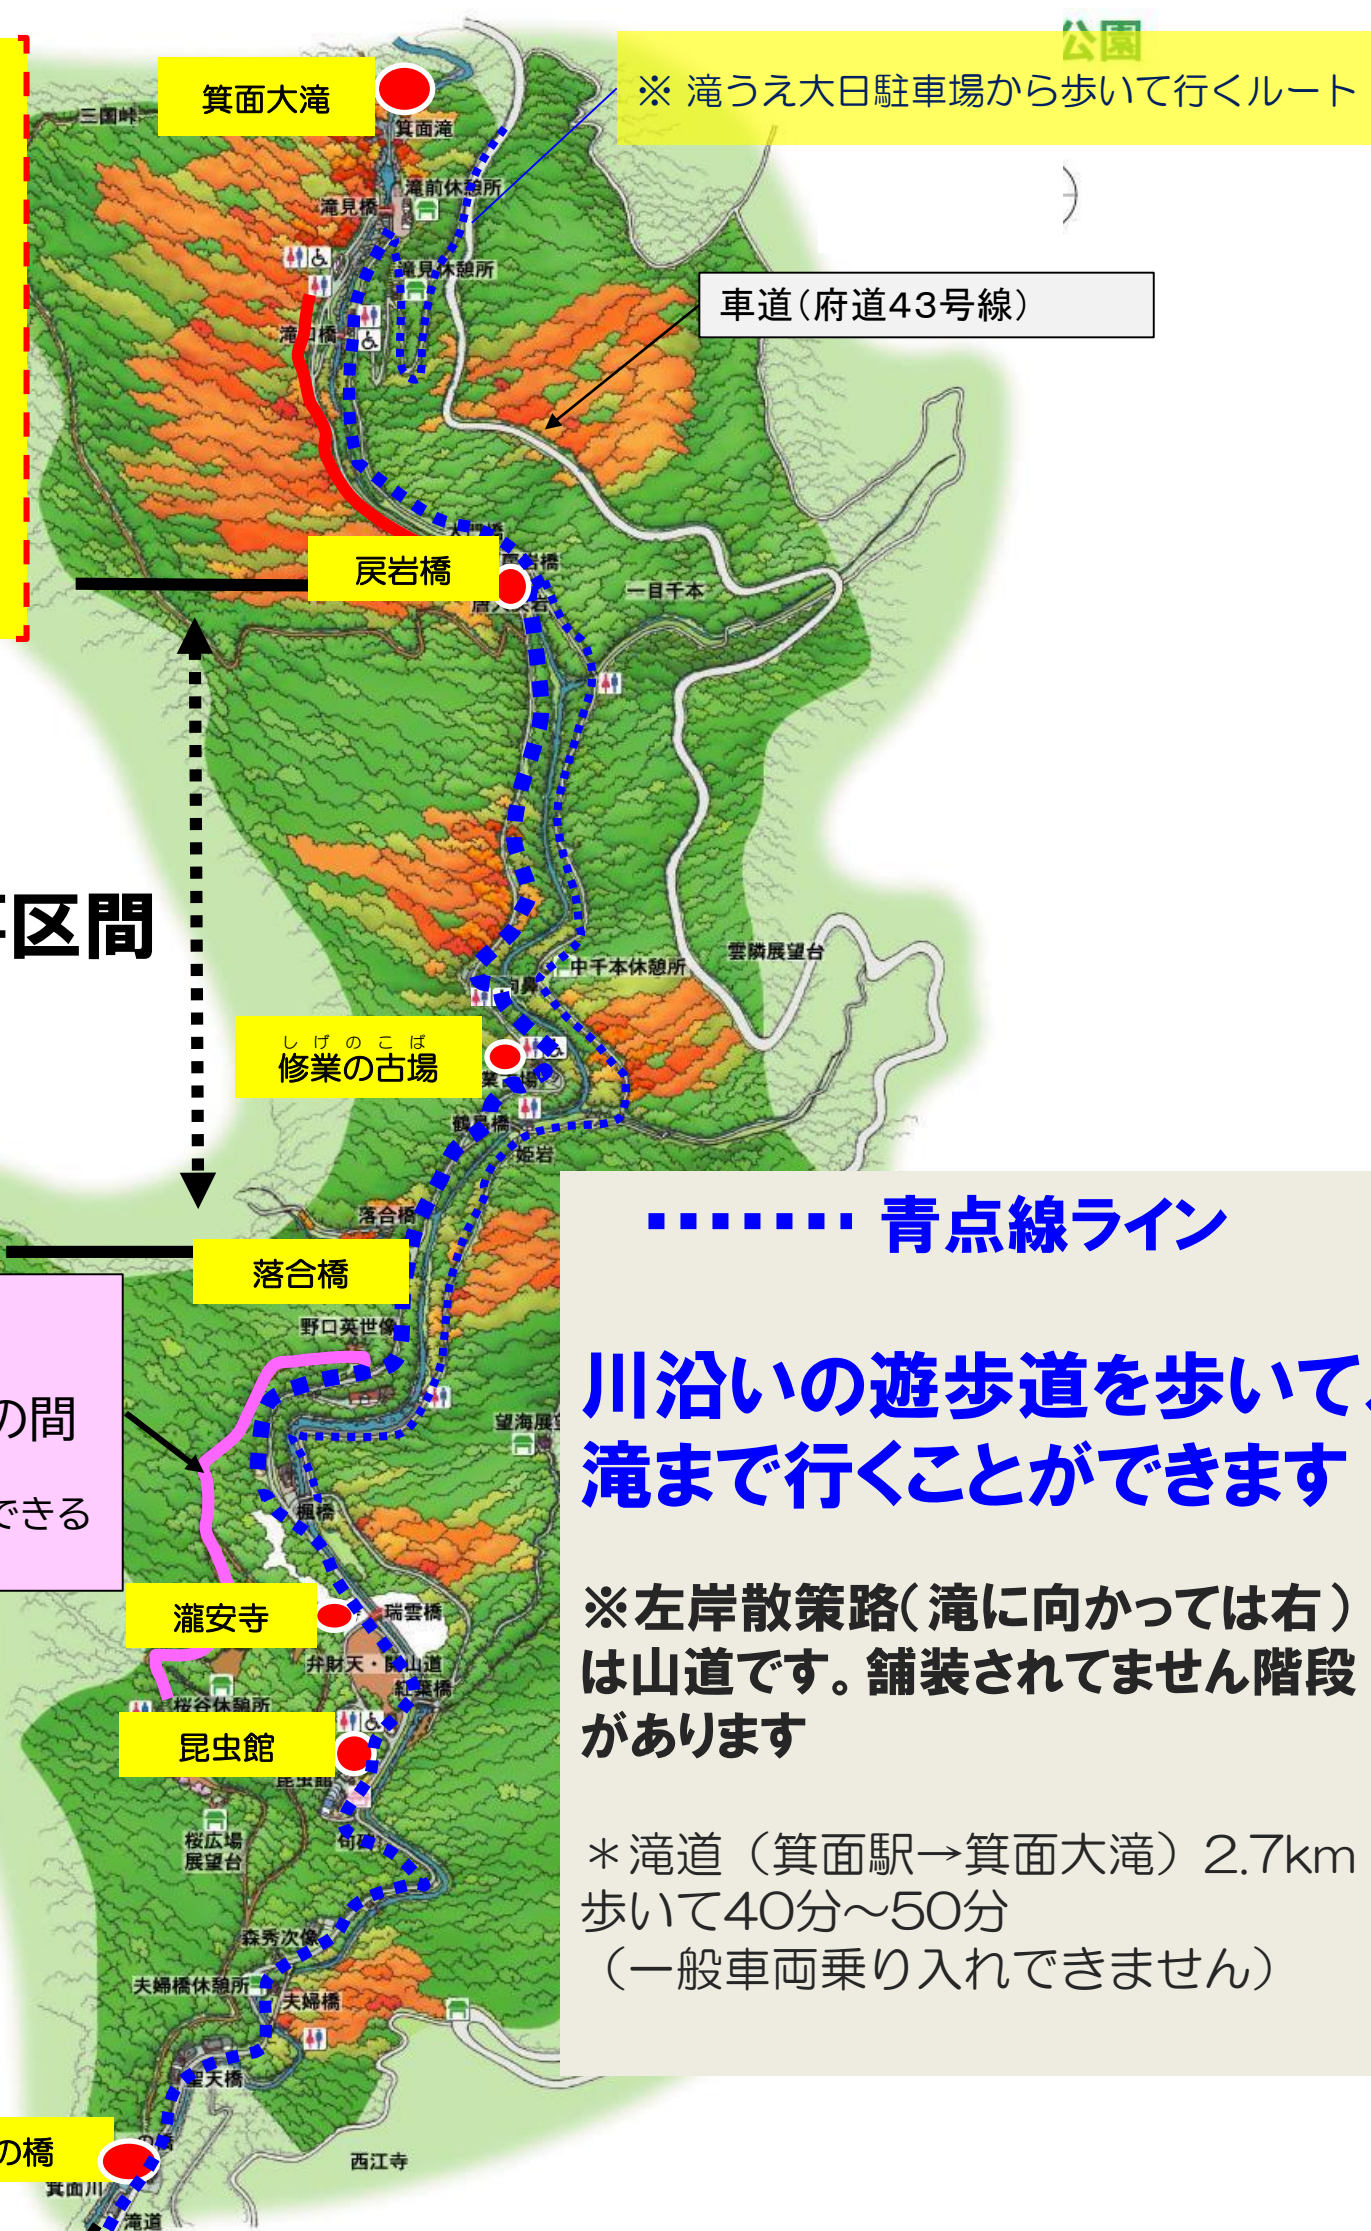 公園
※ 滝うえ大日駐車場から歩いて行くルート
箕面大滝
三国峠
箕面滝
滝前休憩所
滝見橋
滝見休憩所
車道(府道43号線)
橋
戻岩橋
岩橋
一目千本
区間
雲隣展望台
中千本休憩所
しげのこば
修業の古場
橋
姫岩
落合橋
落合橋
野口英世像
の間
できる
望海展
楓橋
瀧安寺
瑞雲橋
弁財天・
山道
橋
桜谷休憩所
昆虫館
昆虫館
桜広場
展望台
森秀次像
夫婦橋休憩所
夫婦橋
聖天橋
の橋
西江寺
箕面川
滝道
青点線ライン
川沿いの遊歩道を歩いて、
滝まで行くことができます
※左岸散策路(滝に向かっては右)
は山道です。舗装されてません階段
があります
＊滝道（箕面駅→箕面大滝）2.7km
歩いて40分～50分
（一般車両乗り入れできません）